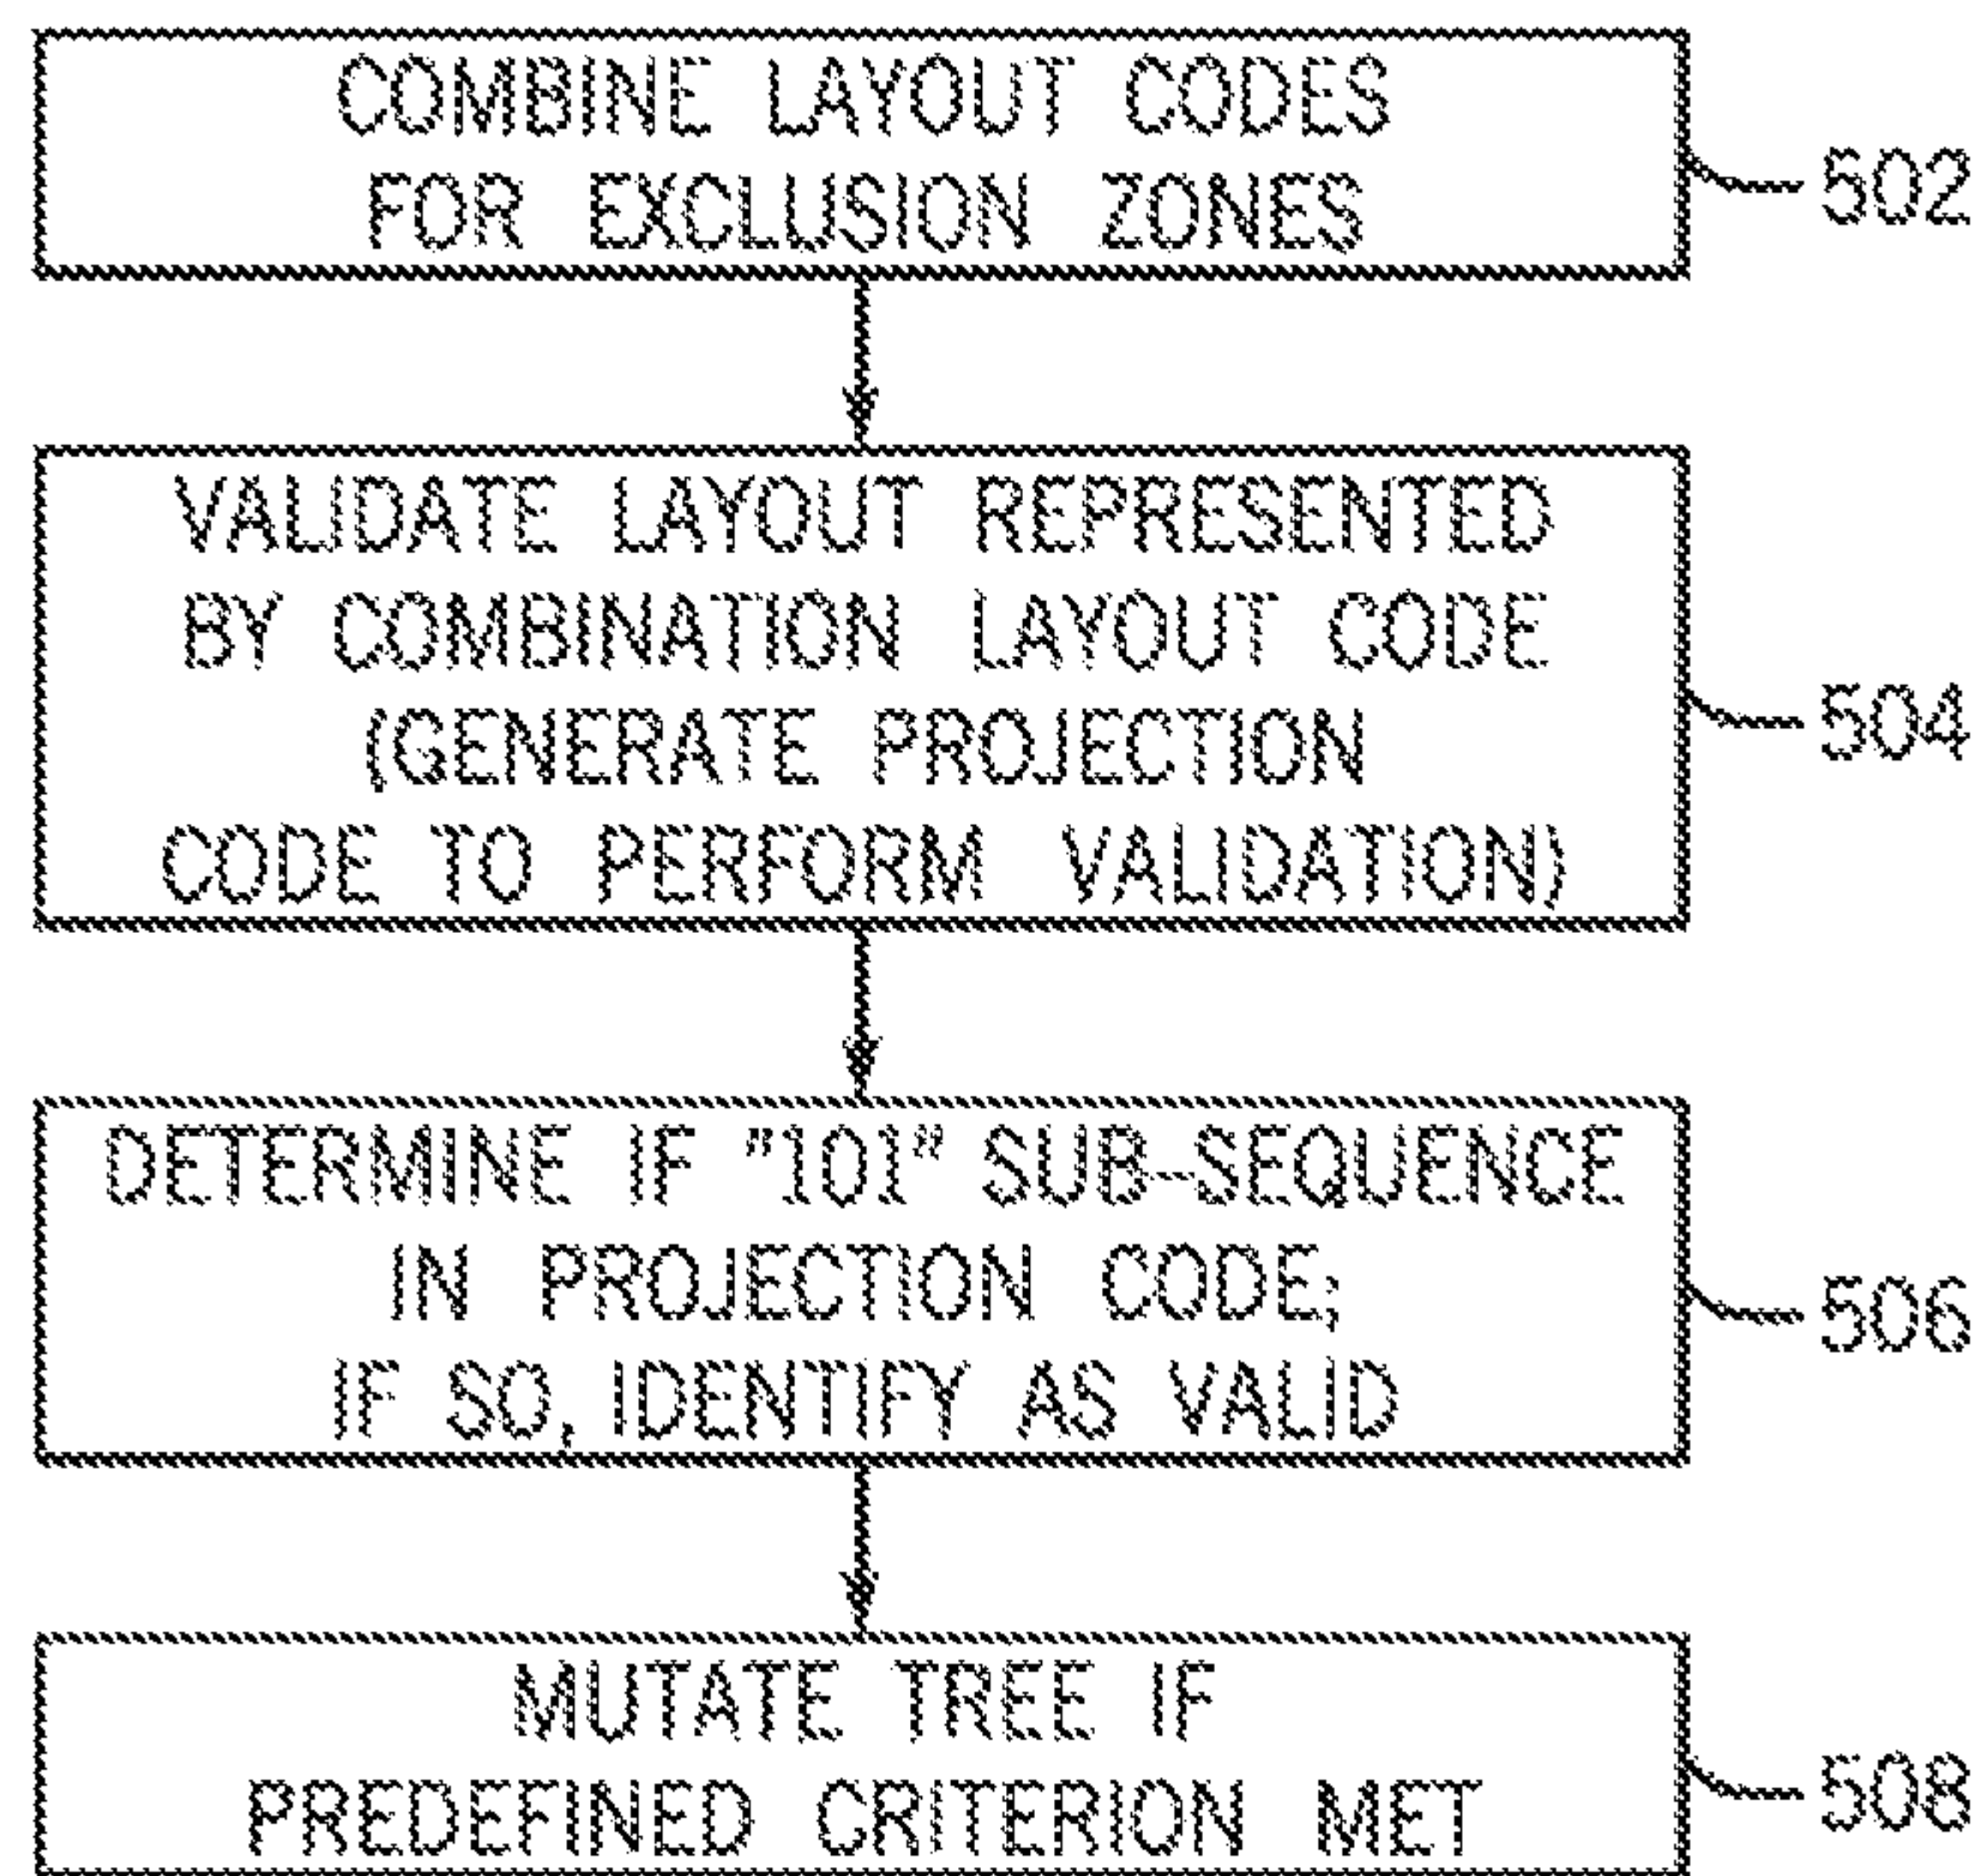 COMBINE LAYOUT CODES
FOR EXCLUSION ZONES
502
VALIDATE LAYOUT REPRESENTED
BY COMBINATION LAYOUT CODE
(GENERATE PROJECTION
CODE TO PERFORM VALIDATION)
504
DETERMINE IF "101" SUB-SEQUENCE
IN PROJECTION CODE;
IF SO, IDENTIFY AS VALID
506
MUTATE TREE IF
PREDEFINED CRITERION MET
508